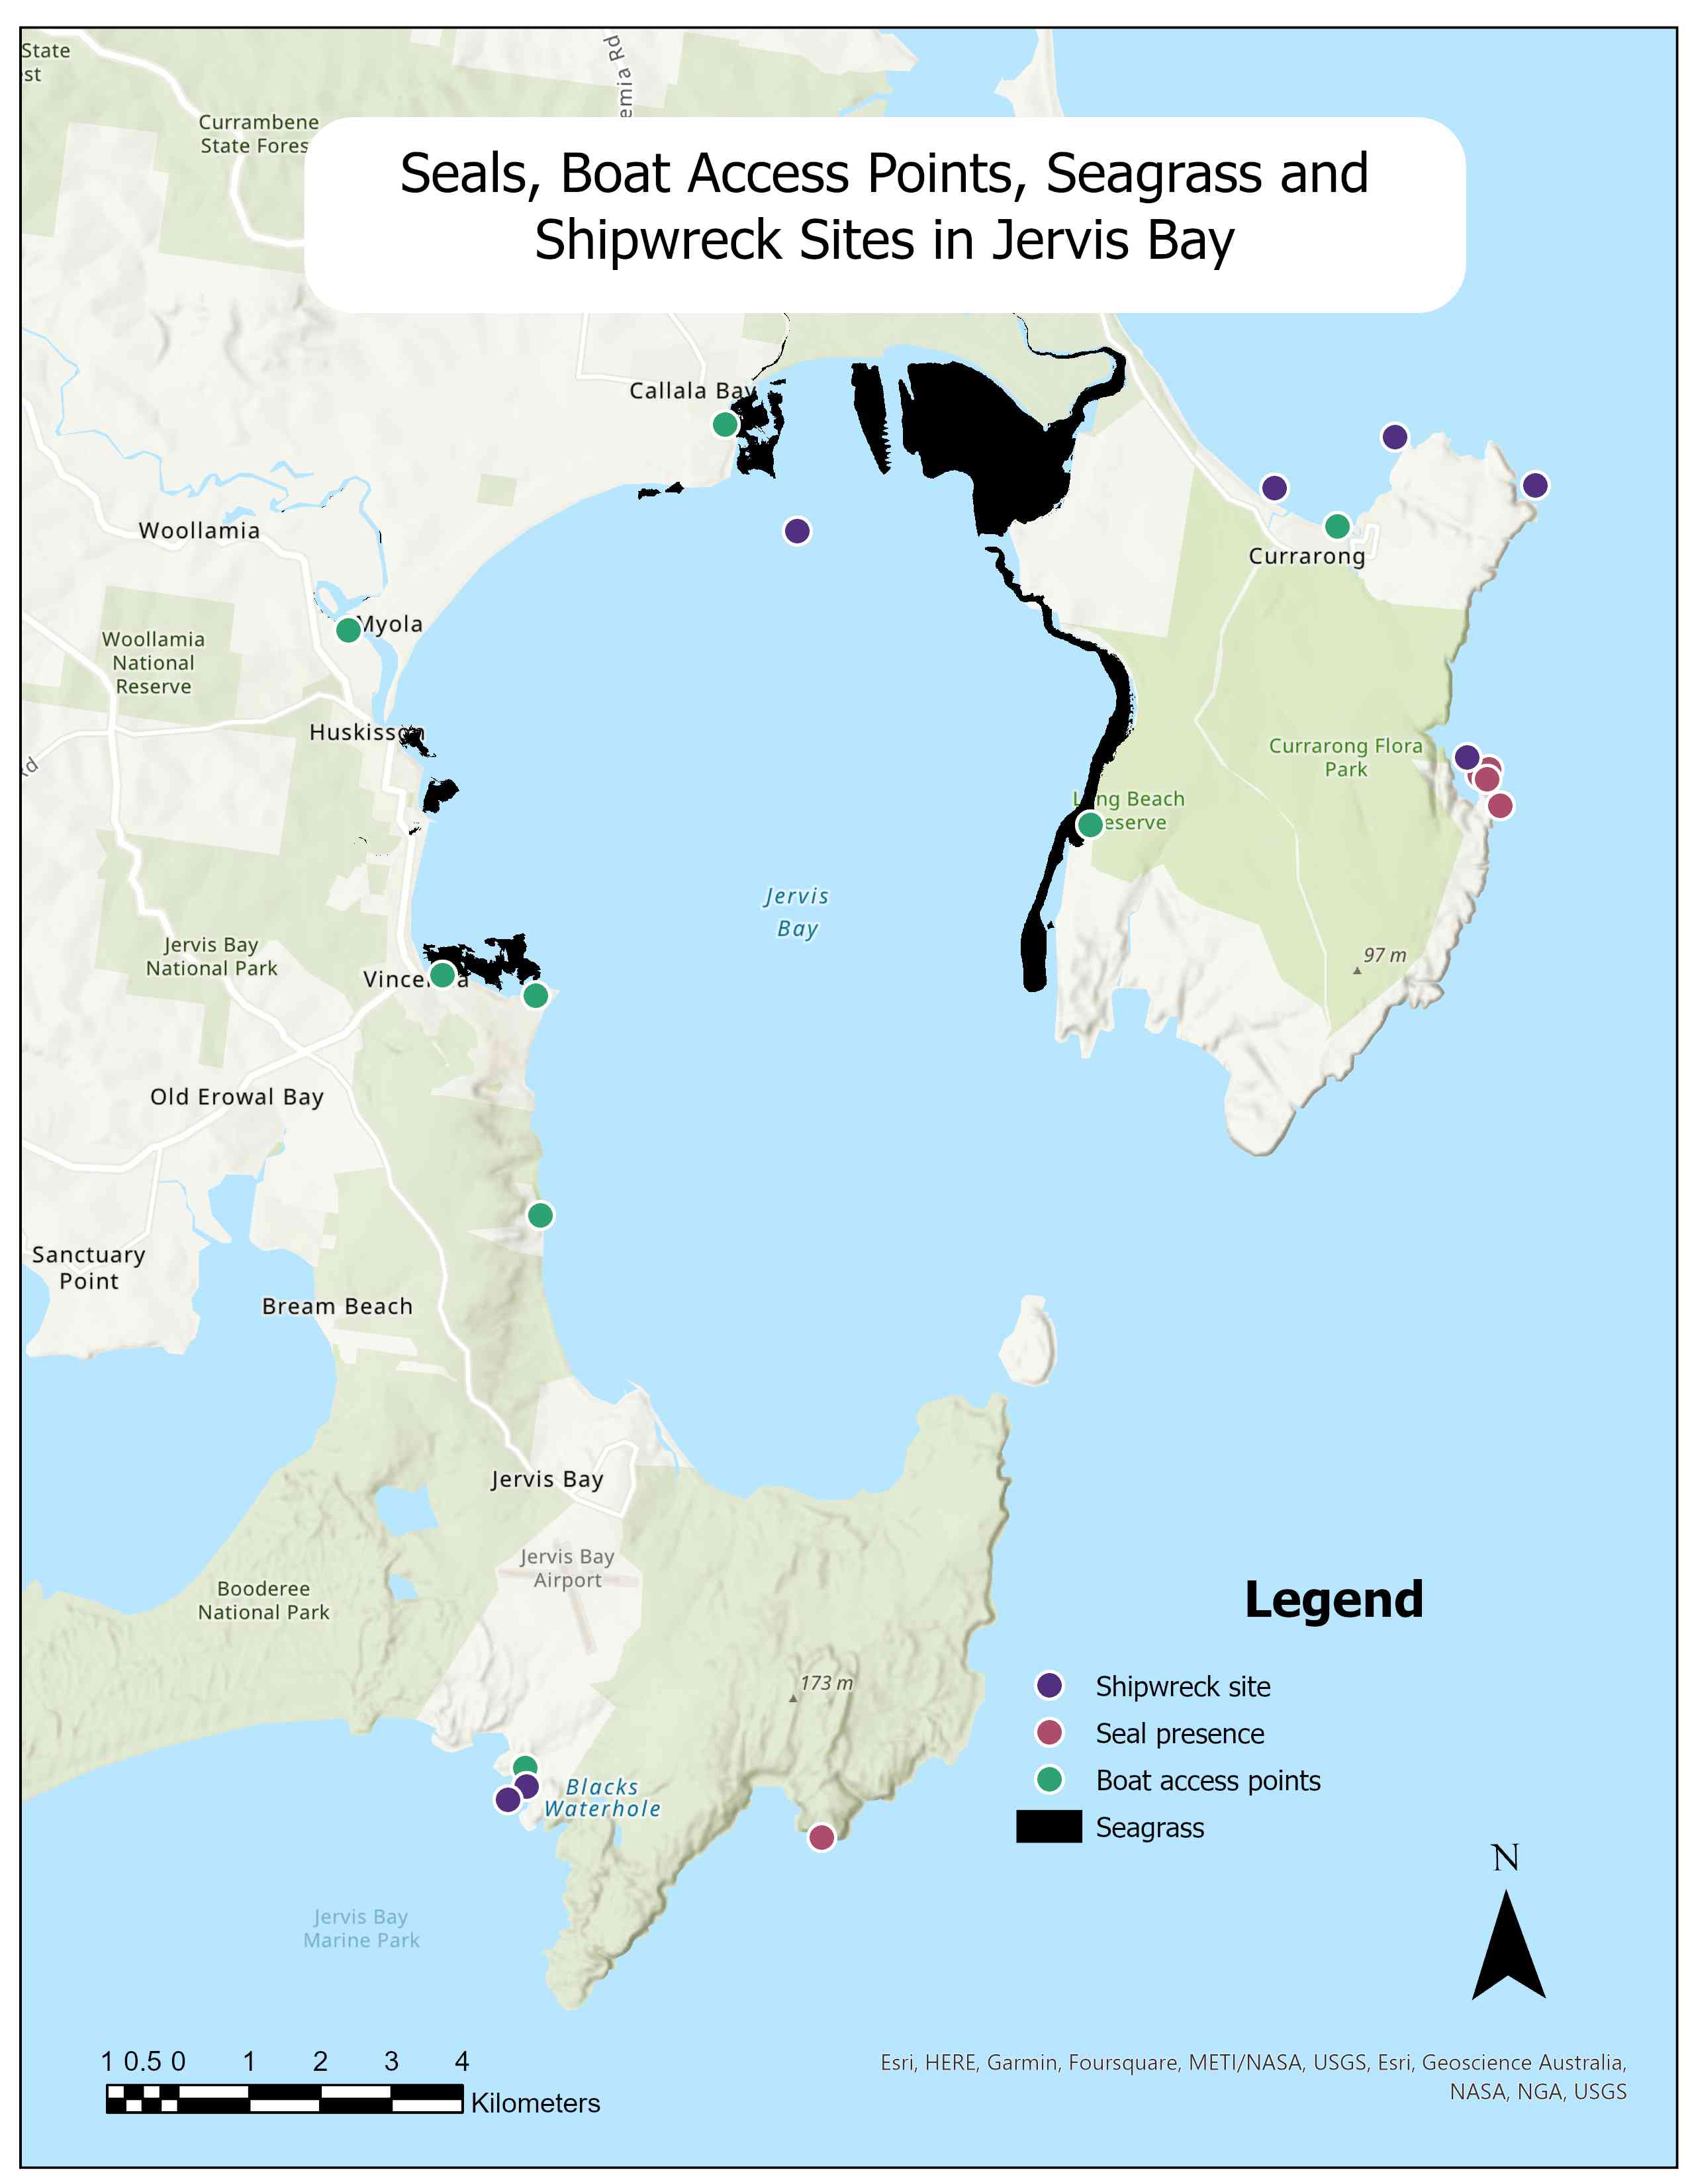 State
st
emia Rd
Currambene
State Fores
Seals, Boat Access Points, Seagrass and
Shipwreck Sites in Jervis Bay
Callala Bay
Woollamia
Currarong
Myola
Woollamia
National
Reserve
Huskisson
Rd
Currarong Flora
Park
Long Beach
Reserve
Jervis
Bay
Jervis Bay
National Park
97 m
Vincentia
Old Erowal Bay
Sanctuary
Point
Bream Beach
Jervis Bay
Jervis Bay
Airport
Booderee
National Park
Legend
173 m
Shipwreck site
Seal presence
Boat access points
Seagrass
Blacks
Waterhole
N
Jervis Bay
Marine Park
1 0.5 0 1 2 3 4
Kilometers
Esri, HERE, Garmin, Foursquare, METI/NASA, USGS, Esri, Geoscience Australia,
NASA, NGA, USGS